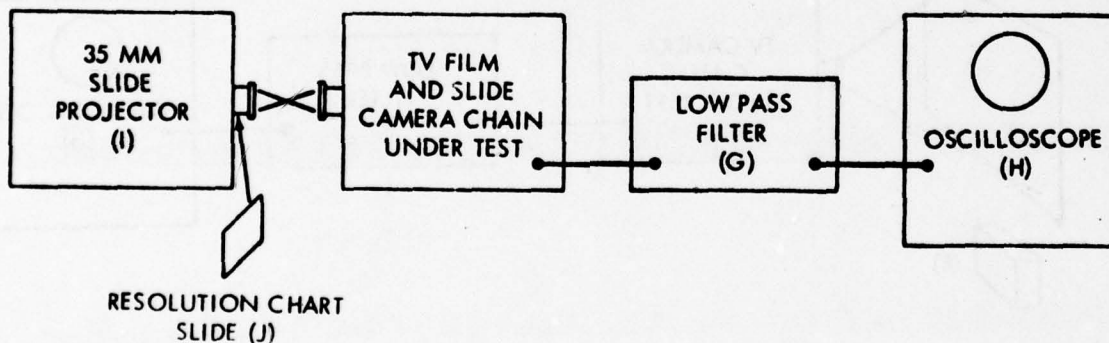 35 MM
SLIDE
PROJECTOR
(I)
TV FILM
AND SLIDE
CAMERA CHAIN
UNDER TEST
LOW PASS
FILTER
(G)
OSCILLOSCOPE
(H)
RESOLUTION CHART
SLIDE (J)